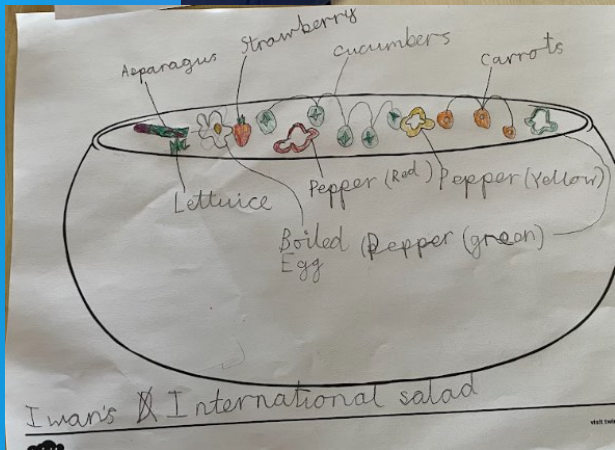 Strawberry
Asparagus
cucumbers
Carrots
Lettuice
Pepper (Red)
Pepper (Yellow)
Boiled
Egg
Pepper (green)
Iwan's International salad